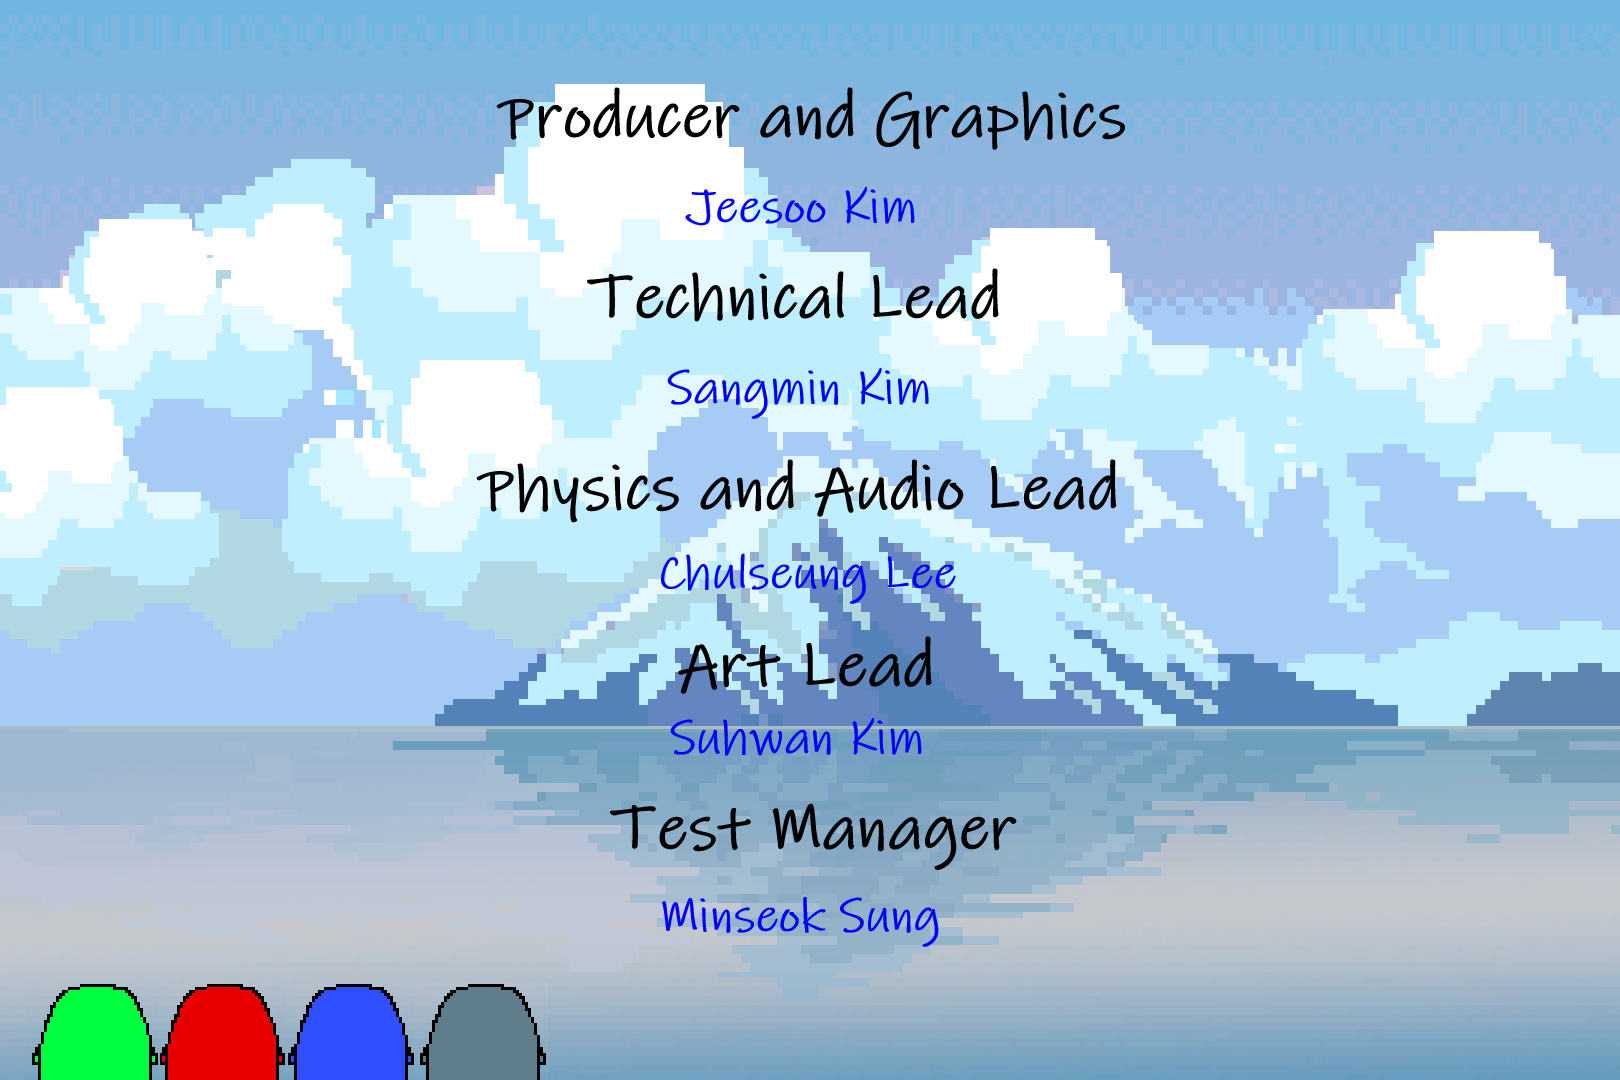 Producer and Graphics
Jeesoo Kim
Technical Lead
Sangmin Kim
Physics and Audio Lead
Chulseung Lee
Art Lead
Suhwan Kim
Test Manager
Minseok Sung